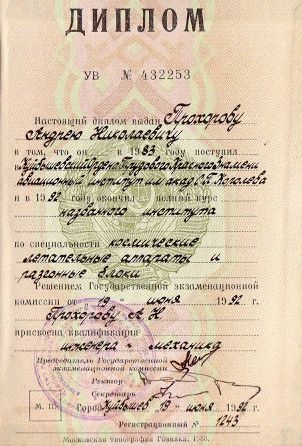 ДИПЛОМ
УВ № 432253
Настоящий диплом выдан Прохорову
Андрею Николаевичу
в том, что он в 1983 году поступил
в Куйбышевский Ордена Трудового Красного Знамени
авиационный институт им. акад. С.П. Королева
и в 1992 году окончил полный курс
названого института
по специальности космические
летательные аппараты и
разгонные блоки
Решением Государственной экзаменационной
комиссии от 19 июня 1992 г.
Прохорову А Н
присвоена квалификация
инженера - механика
Председатель Государственной
экзаменационной комиссии
Ректор
Секретарь
М. П. Город Куйбышев 19 июня 1992 г.
Регистрационный № 1243
Московская типография Гознака. 1988.